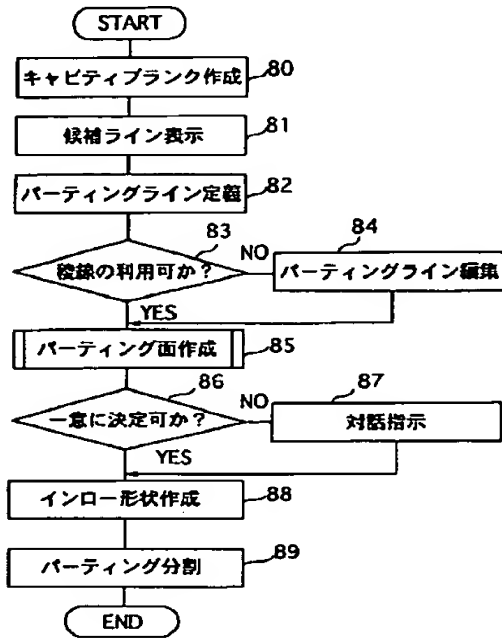 START
キャビティブランク作成
80
候補ライン表示
81
パーティングライン定義
82
稜線の利用可か?
83
NO
パーティングライン編集
84
YES
パーティング面作成
85
一意に決定可か?
86
NO
対話指示
87
YES
インロー形状作成
88
パーティング分割
89
END